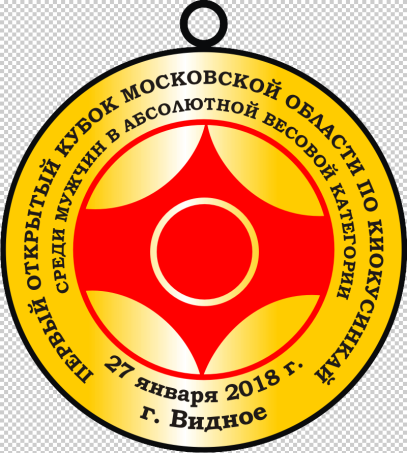 ПЕРВЫЙ ОТКРЫТЫЙ КУБОК МОСКОВСКОЙ ОБЛАСТИ ПО КИОКУСИНКАЙ
СРЕДИ МУЖЧИН В АБСОЛЮТНОЙ ВЕСОВОЙ КАТЕГОРИИ
27 января 2018 г.
г. Видное